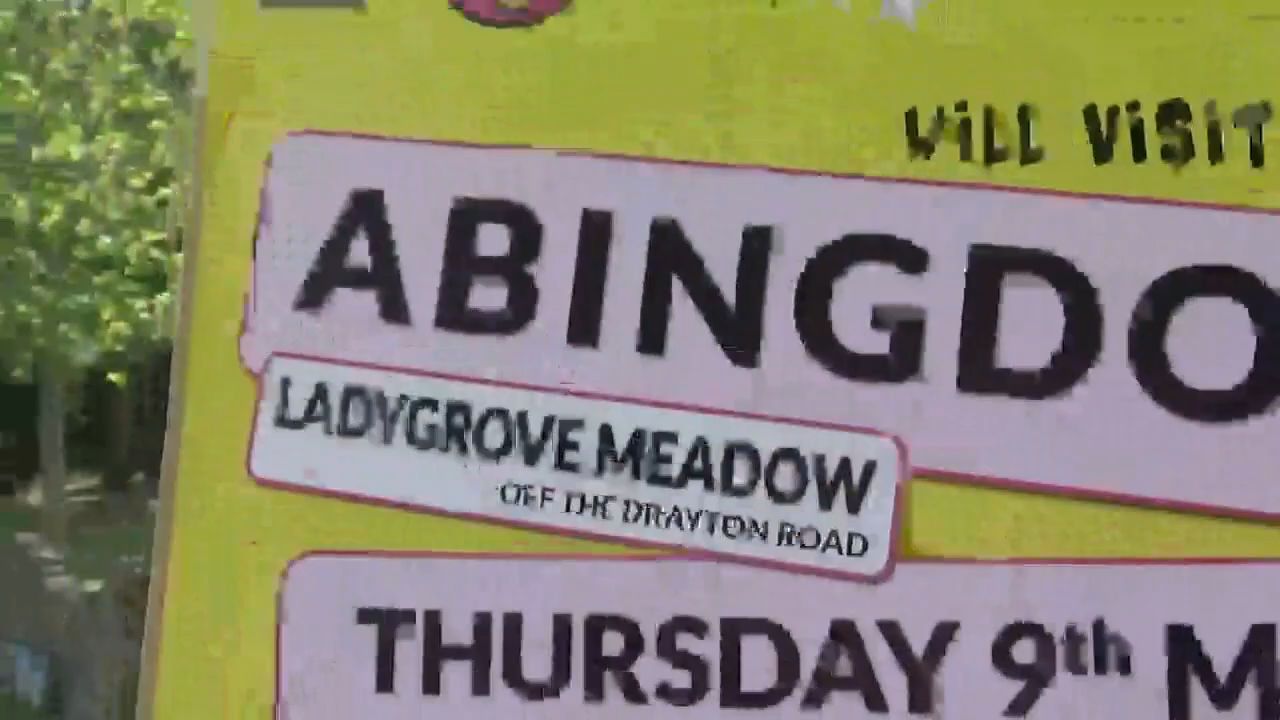 WiLL ViSiT
ABINGDO
LADYGROVE MEADOW
OFF THE DRAYTON ROAD
THURSDAY 9th M